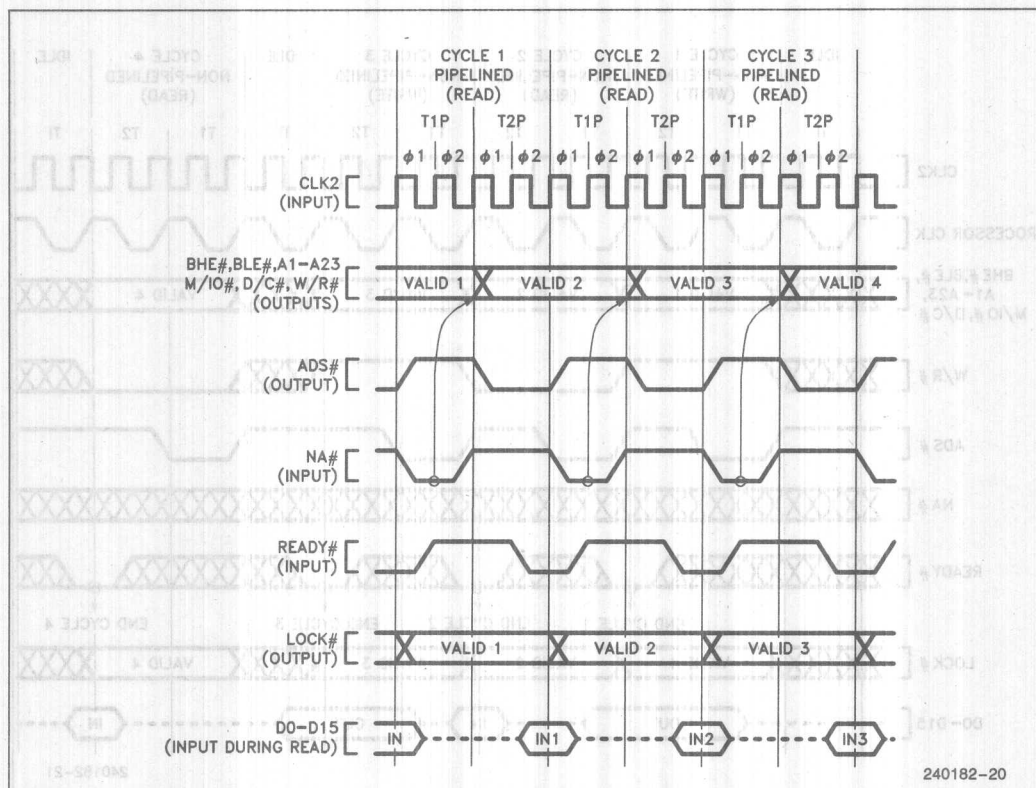 CYCLE 1 CYCLE 2 CYCLE 3
PIPELINED PIPELINED PIPELINED
(READ) (READ) (READ)
T1P T2P T1P T2P T1P T2P
ϕ1 ϕ2 ϕ1 ϕ2 ϕ1 ϕ2 ϕ1 ϕ2 ϕ1 ϕ2 ϕ1 ϕ2
CLK2
(INPUT)
BHE#,BLE#,A1–A23
M/IO#, D/C#, W/R#
(OUTPUTS)
VALID 1 VALID 2 VALID 3 VALID 4
ADS#
(OUTPUT)
NA#
(INPUT)
READY#
(INPUT)
LOCK#
(OUTPUT)
VALID 1 VALID 2 VALID 3
D0–D15
(INPUT DURING READ)
IN IN1 IN2 IN3
240182–20